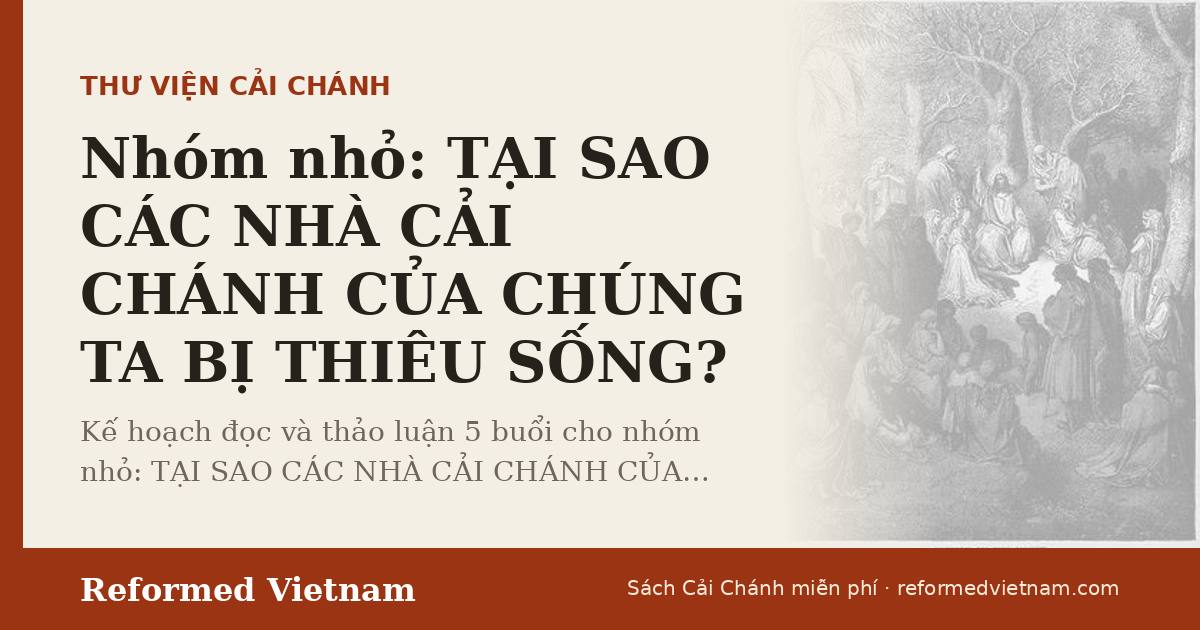 THƯ VIỆN CẢI CHÁNH
Nhóm nhỏ: TẠI SAO
CÁC NHÀ CẢI
CHÁNH CỦA CHÚNG
TA BỊ THIÊU SỐNG?
Kế hoạch đọc và thảo luận 5 buổi cho nhóm
nhỏ: TẠI SAO CÁC NHÀ CẢI CHÁNH CỦA...
Reformed Vietnam
Sách Cải Chánh miễn phí · reformedvietnam.com